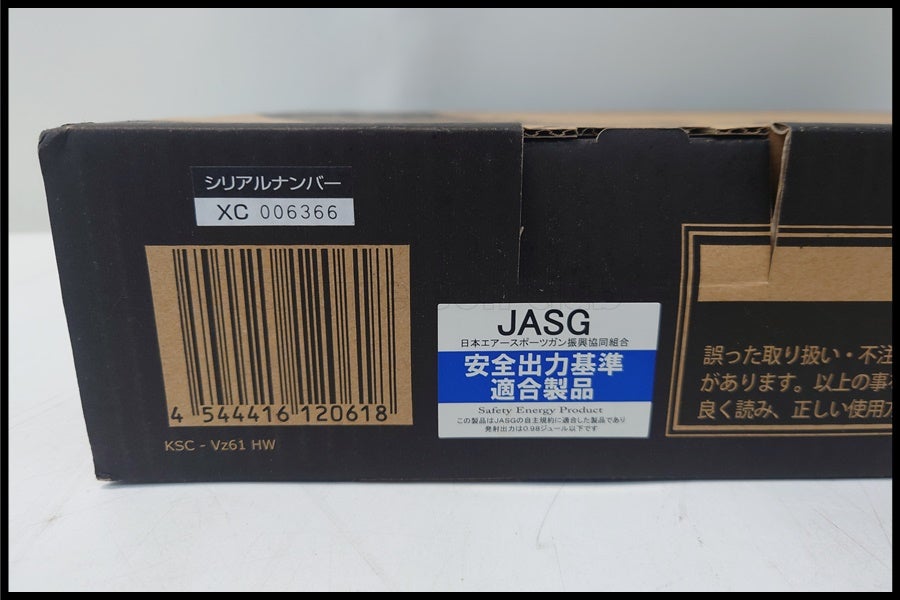 シリアルナンバー
XC 006366
4 544416 120618
KSC - Vz61 HW
JASG
日本エアースポーツガン振興協同組合
安全出力基準
適合製品
Safety Energy Product
この製品はJASGの自主規約に適合した製品であり
発射出力は0.98ジュール以下です
誤った取り扱い・不注
があります。以上の事
良く読み、正しい使用